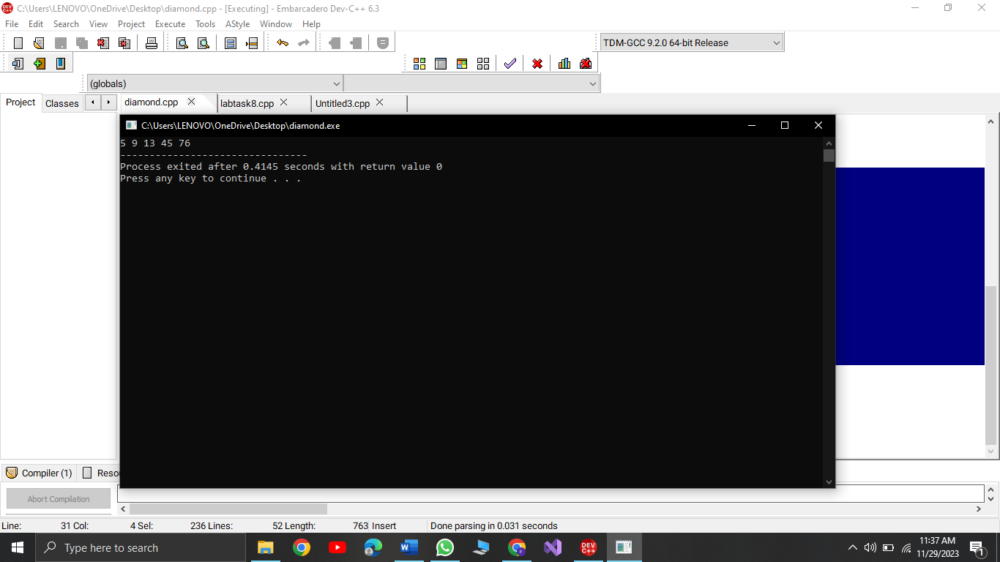 C:\Users\LENOVO\OneDrive\Desktop\diamond.cpp - [Executing] - Embarcadero Dev-C++ 6.3
File Edit Search View Project Execute Tools AStyle Window Help
TDM-GCC 9.2.0 64-bit Release
(globals)
Project Classes diamond.cpp labtask8.cpp Untitled3.cpp
C:\Users\LENOVO\OneDrive\Desktop\diamond.exe
5 9 13 45 76
--------------------------------
Process exited after 0.4145 seconds with return value 0
Press any key to continue . . .
Compiler (1) Resou
Abort Compilation
Line: 31 Col: 4 Sel: 236 Lines: 52 Length: 763 Insert Done parsing in 0.031 seconds
Type here to search
DEV C++
11:37 AM
11/29/2023
1